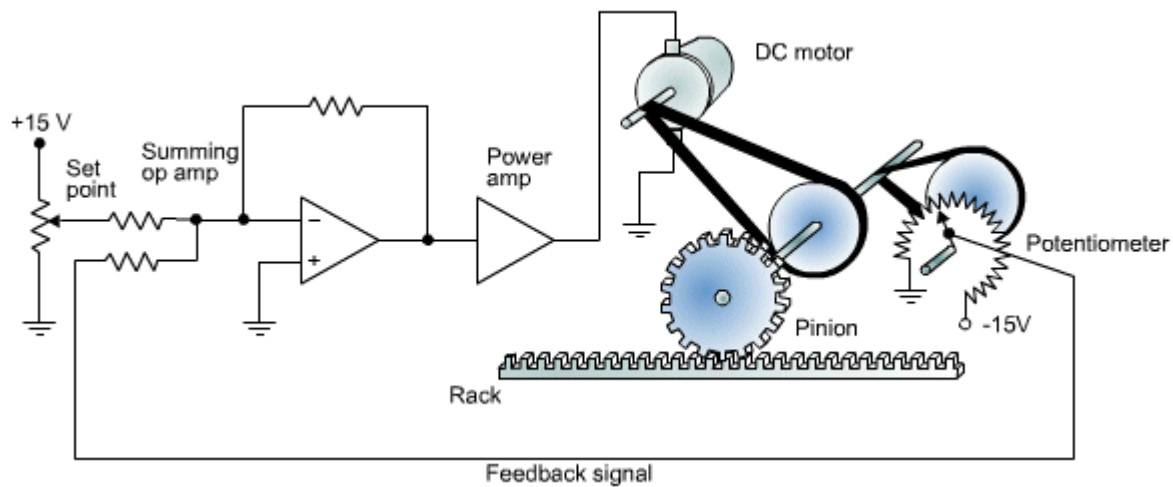 DC motor
+15 V
Set
point
Summing
op amp
Power
amp
−
+
Potentiometer
-15V
Pinion
Rack
Feedback signal